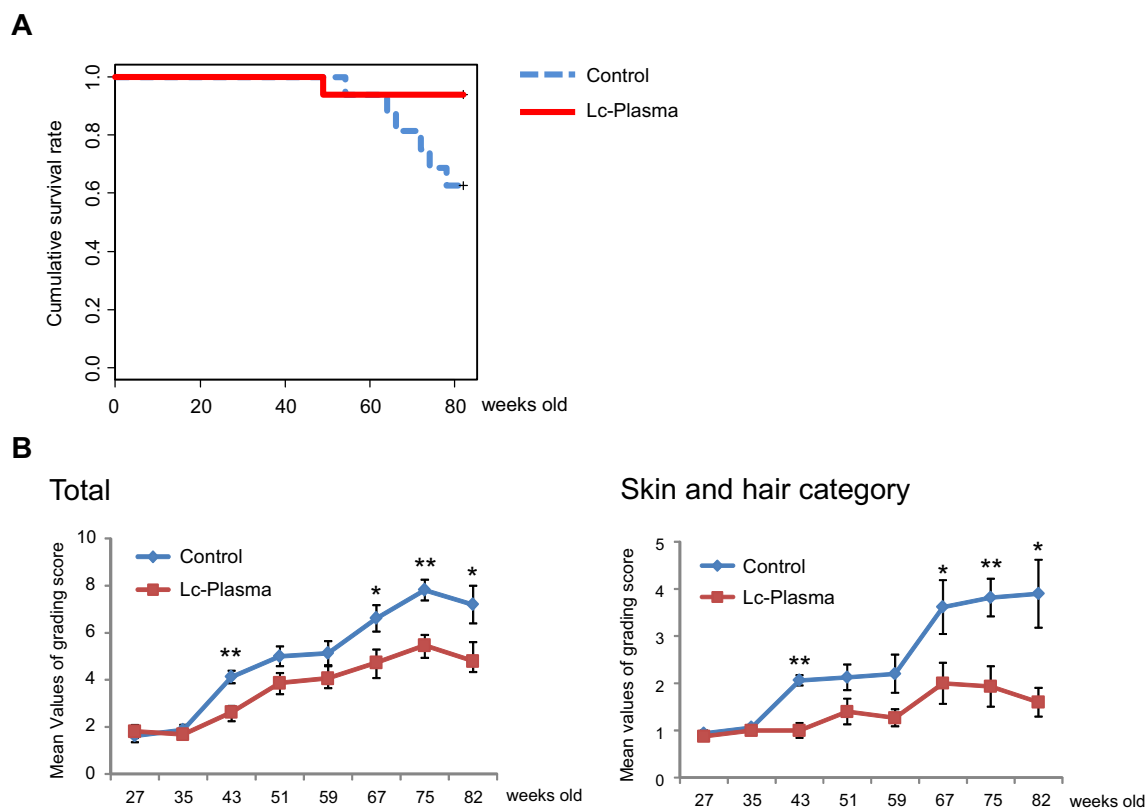 A
Cumulative survival rate
1.0
0.8
0.6
0.4
0.2
0.0
0 20 40 60 80 weeks old
Control
Lc-Plasma
B
Total
Mean Values of grading score
10
8
6
4
2
0
Control
Lc-Plasma
** * ** *
27 35 43 51 59 67 75 82 weeks old
Skin and hair category
Mean values of grading score
5
4
3
2
1
0
Control
Lc-Plasma
** * ** *
27 35 43 51 59 67 75 82 weeks old